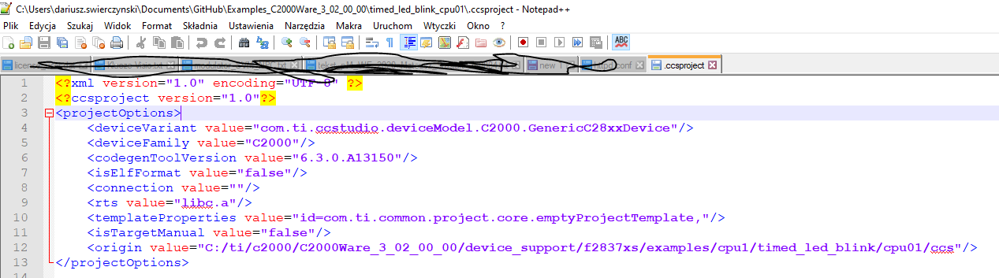 C:\Users\dariusz.swierczynski\Documents\GitHub\Examples_C2000Ware_3_02_00_00\timed_led_blink_cpu01\.ccsproject - Notepad++
Plik Edycja Szukaj Widok Format Składnia Ustawienia Narzędzia Makra Uruchom Wtyczki Okno ?
ABC
new 1 .ccsproject
1 <?xml version="1.0" encoding="UTF-8" ?>
2 <?ccsproject version="1.0"?>
3 <projectOptions>
4 <deviceVariant value="com.ti.ccstudio.deviceModel.C2000.GenericC28xxDevice"/>
5 <deviceFamily value="C2000"/>
6 <codegenToolVersion value="6.3.0.A13150"/>
7 <isElfFormat value="false"/>
8 <connection value=""/>
9 <rts value="libc.a"/>
10 <templateProperties value="id=com.ti.common.project.core.emptyProjectTemplate,"/>
11 <isTargetManual value="false"/>
12 <origin value="C:/ti/c2000/C2000Ware_3_02_00_00/device_support/f2837xs/examples/cpu1/timed_led_blink/cpu01/ccs"/>
13 </projectOptions>
14